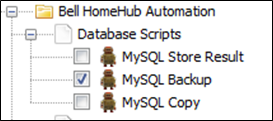 Bell HomeHub Automation
Database Scripts
MySQL Store Result
MySQL Backup
MySQL Copy